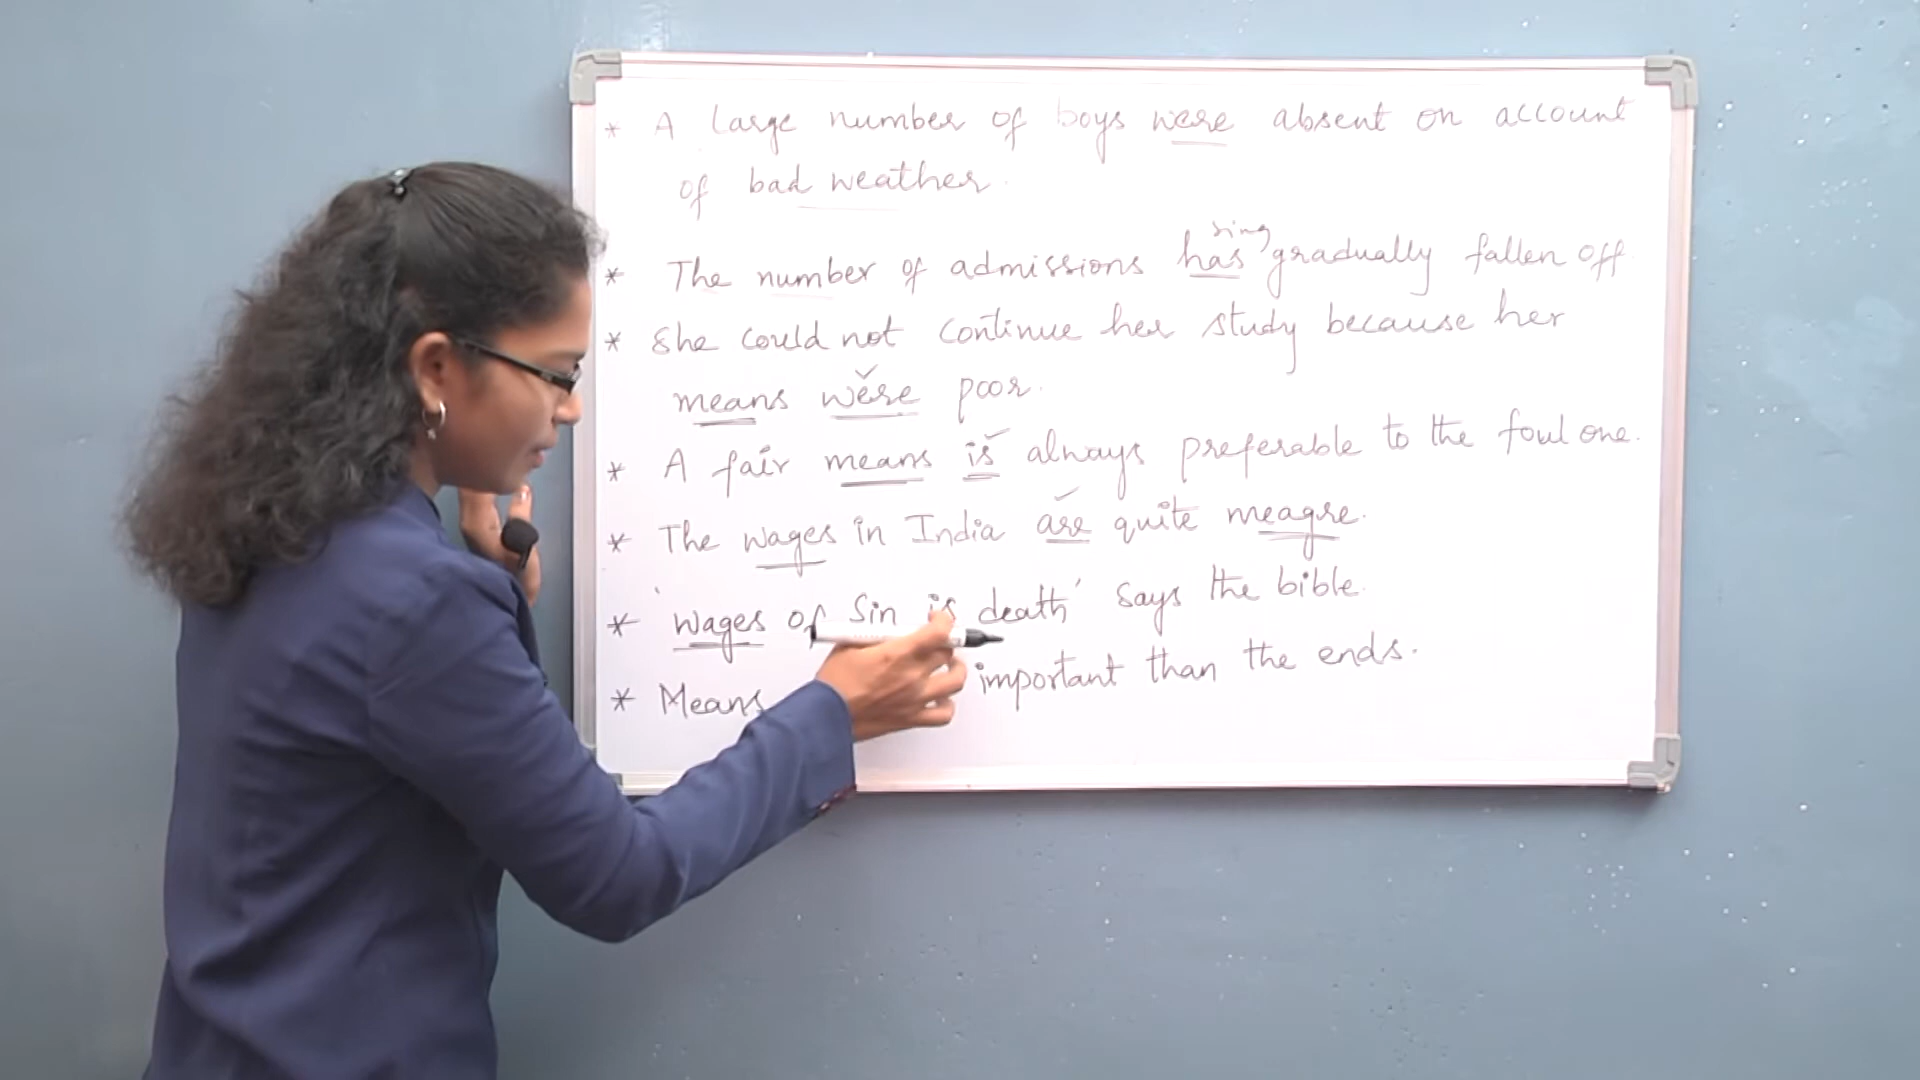 * A large number of boys were absent on account
of bad weather.
sing
* The number of admissions has gradually fallen off
* She could not continue her study because her
means were poor.
* A fair means is always preferable to the foul one.
* The wages in India are quite meagre.
* 'wages of Sin is death' says the bible.
* Means important than the ends.